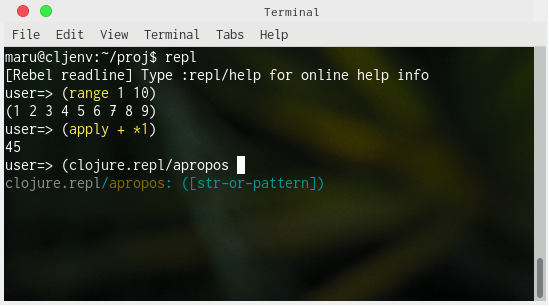 Terminal
File Edit View Terminal Tabs Help
maru@cljenv:~/proj$ repl
[Rebel readline] Type :repl/help for online help info
user=> (range 1 10)
(1 2 3 4 5 6 7 8 9)
user=> (apply + *1)
45
user=> (clojure.repl/apropos
clojure.repl/apropos: ([str-or-pattern])